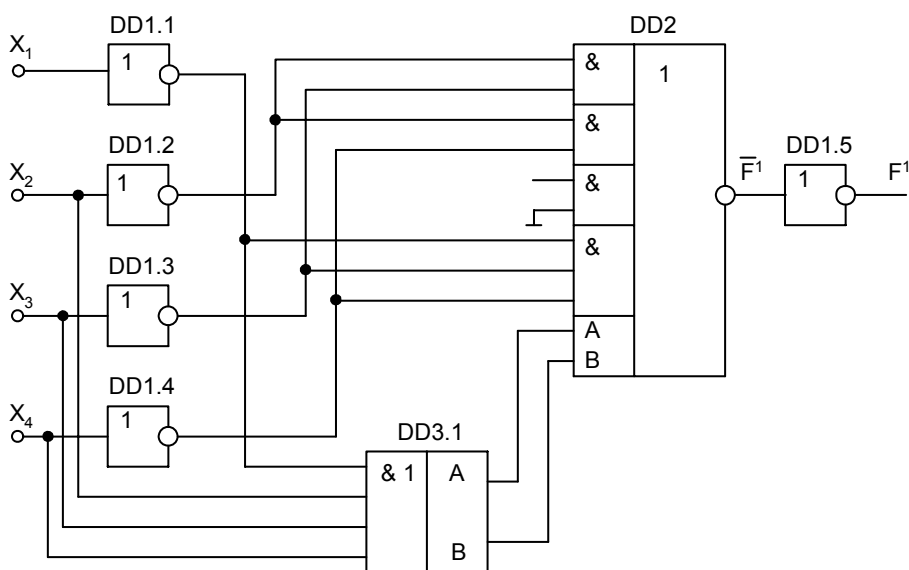 DD1.1
X1
1
DD1.2
X2
1
DD1.3
X3
1
DD1.4
X4
1
DD2
&
&
&
&
A
B
1
F̅¹
DD1.5
1
F¹
DD3.1
& 1
A
B